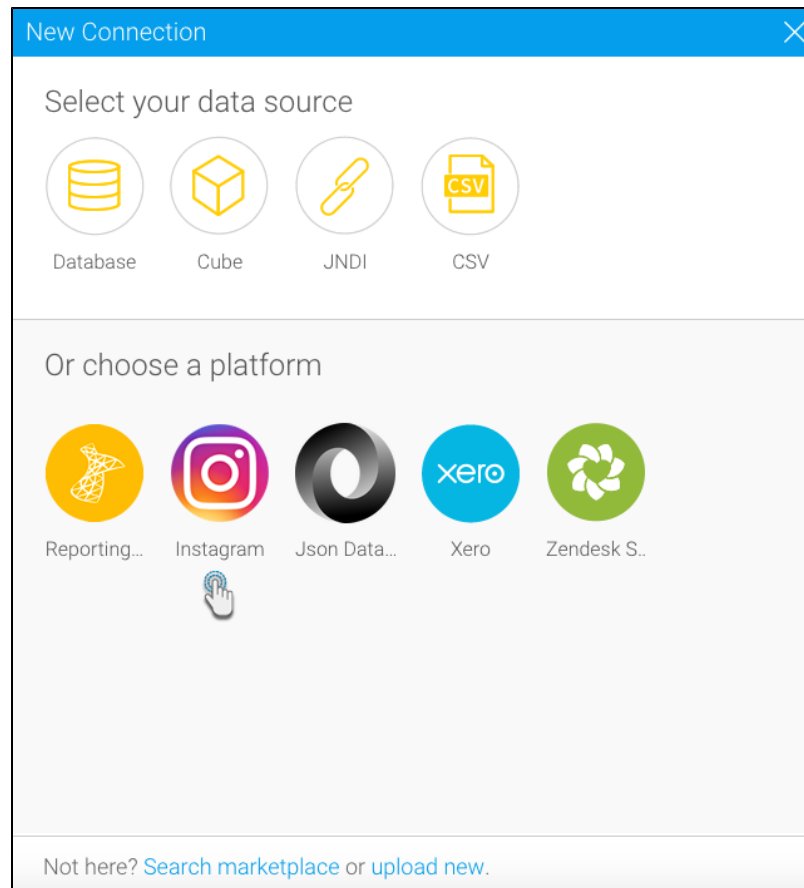 New Connection
Select your data source
CSV
Database Cube JNDI CSV
Or choose a platform
xero
Reporting... Instagram Json Data... Xero Zendesk S..
Not here? Search marketplace or upload new.